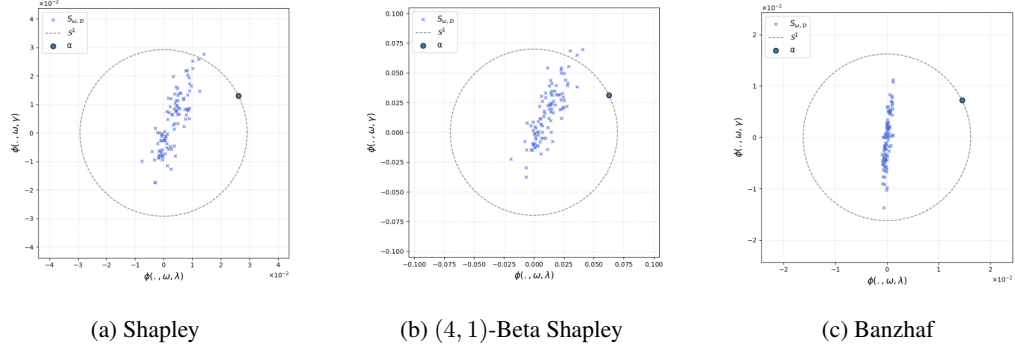 ×10⁻²
4
3
2
1
0
−1
−2
−3
−4
ϕ(., ω, γ)
S_{ω,𝒟}
S¹
α
−4 −3 −2 −1 0 1 2 3 4
×10⁻²
ϕ(., ω, λ)
(a) Shapley
0.100
0.075
0.050
0.025
0.000
−0.025
−0.050
−0.075
−0.100
ϕ(., ω, γ)
S_{ω,𝒟}
S¹
α
−0.100 −0.075 −0.050 −0.025 0.000 0.025 0.050 0.075 0.100
ϕ(., ω, λ)
(b) (4, 1)-Beta Shapley
×10⁻²
2
1
0
−1
−2
ϕ(., ω, γ)
S_{ω,𝒟}
S¹
α
−2 −1 0 1 2
×10⁻²
ϕ(., ω, λ)
(c) Banzhaf